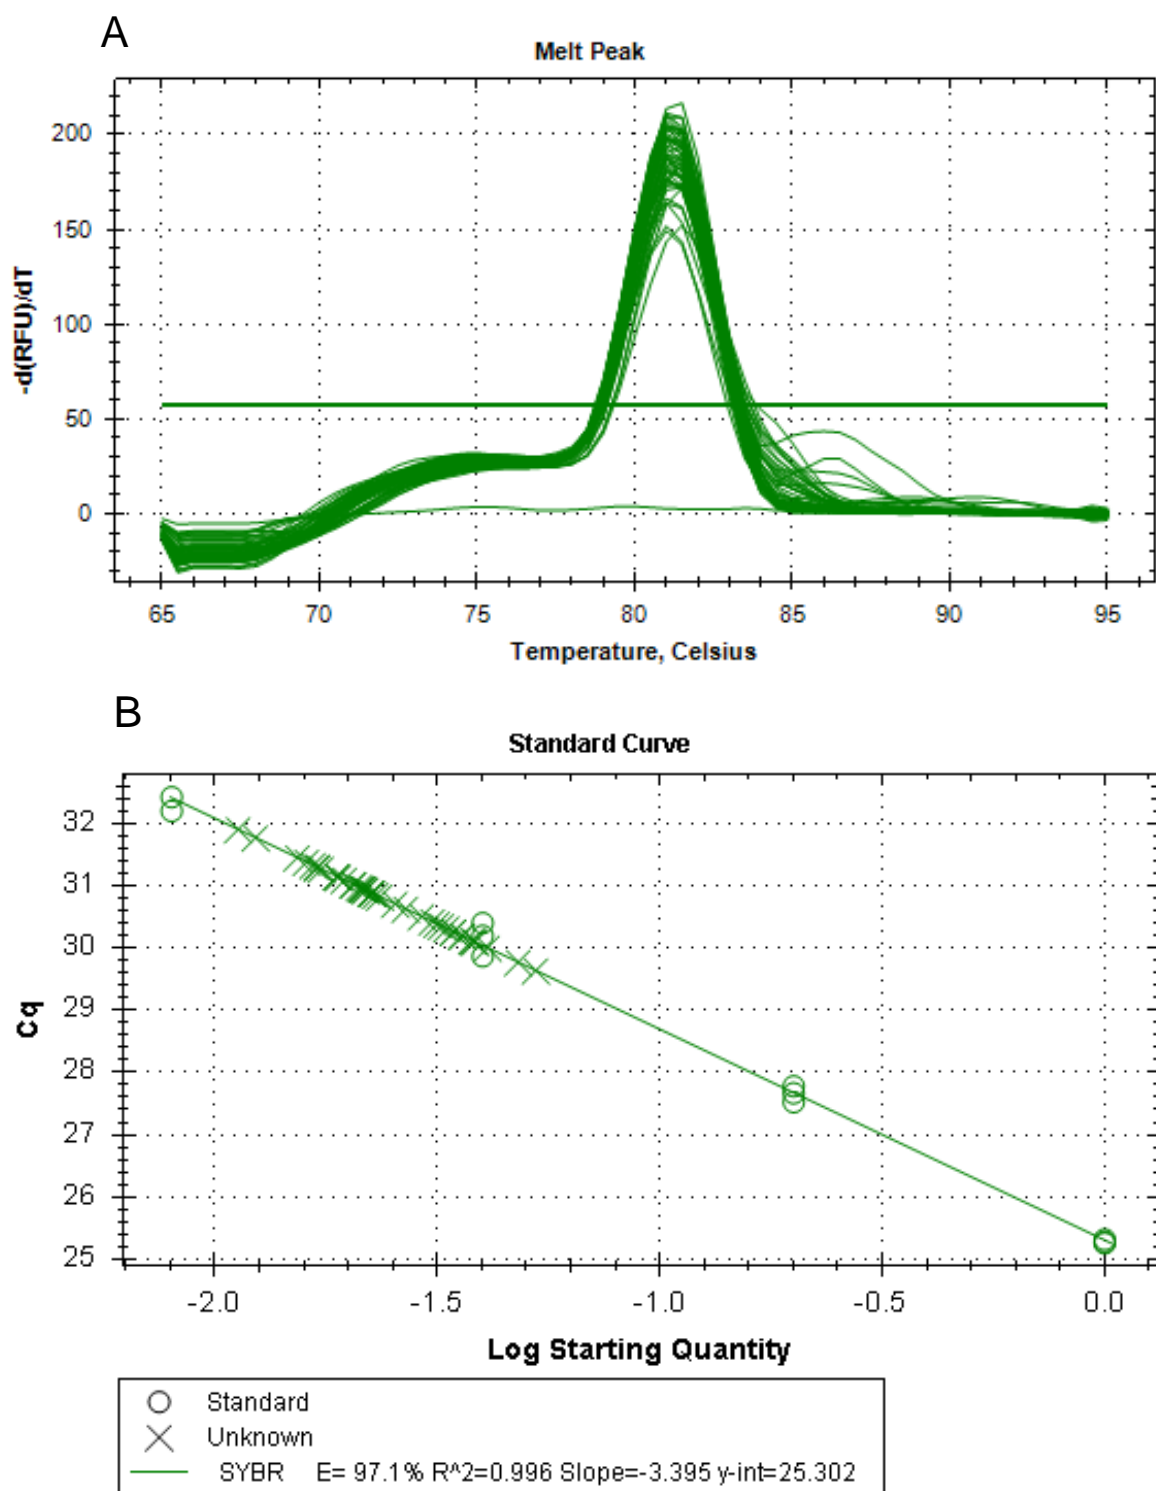 A
Melt Peak
-d(RFU)/dT
200
150
100
50
0
65 70 75 80 85 90 95
Temperature, Celsius
B
Standard Curve
Cq
32
31
30
29
28
27
26
25
-2.0 -1.5 -1.0 -0.5 0.0
Log Starting Quantity
Standard
Unknown
SYBR E= 97.1% R^2=0.996 Slope=-3.395 y-int=25.302